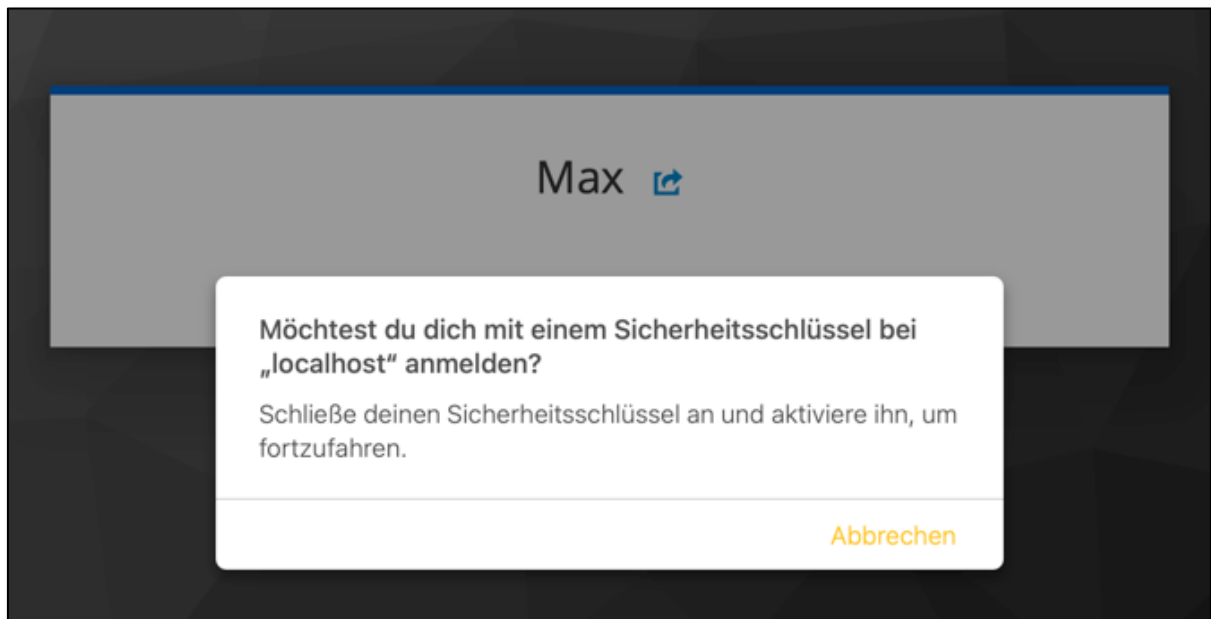 Max
Möchtest du dich mit einem Sicherheitsschlüssel bei
„localhost“ anmelden?
Schließe deinen Sicherheitsschlüssel an und aktiviere ihn, um
fortzufahren.
Abbrechen